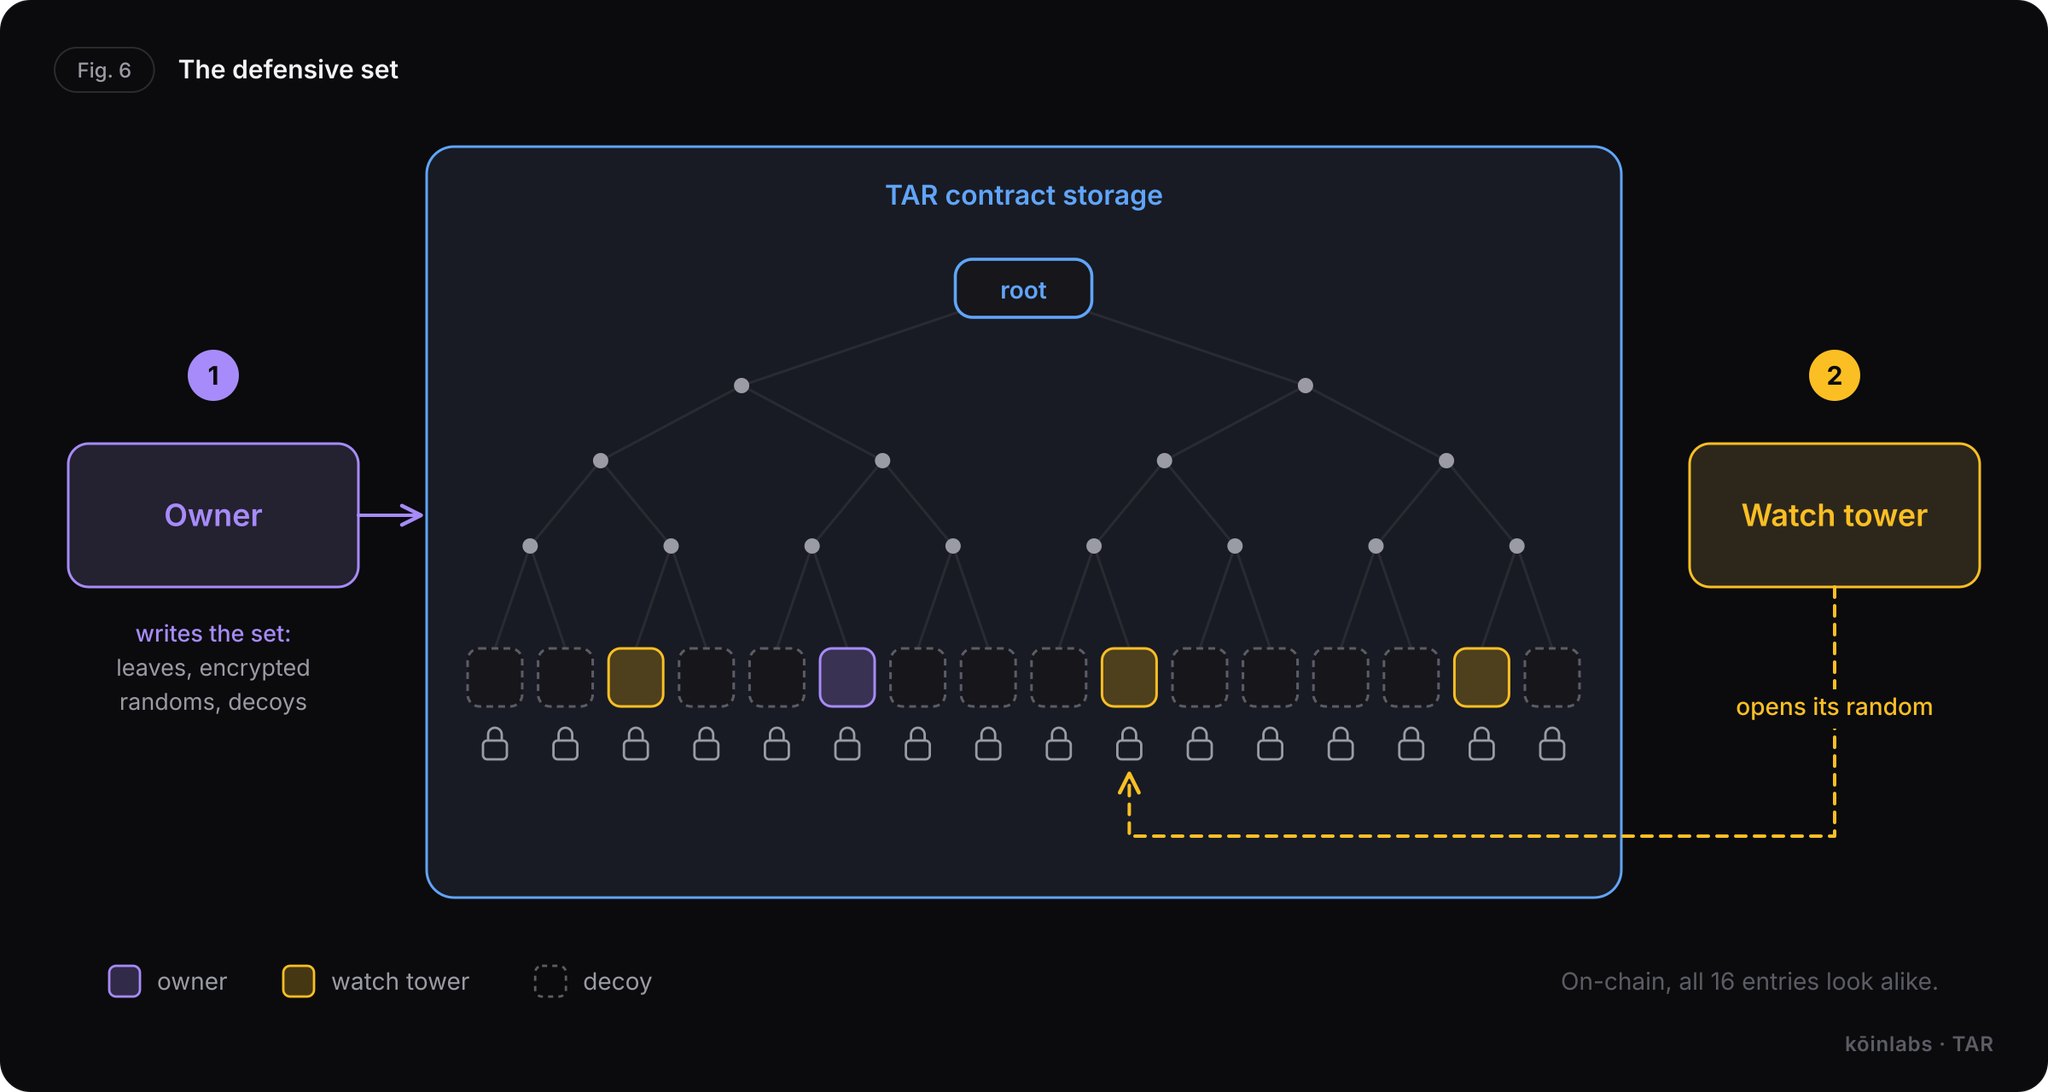 Fig. 6
The defensive set
TAR contract storage
root
1
2
Owner
Watch tower
writes the set:
leaves, encrypted
randoms, decoys
opens its random
owner
watch tower
decoy
On-chain, all 16 entries look alike.
kōinlabs · TAR